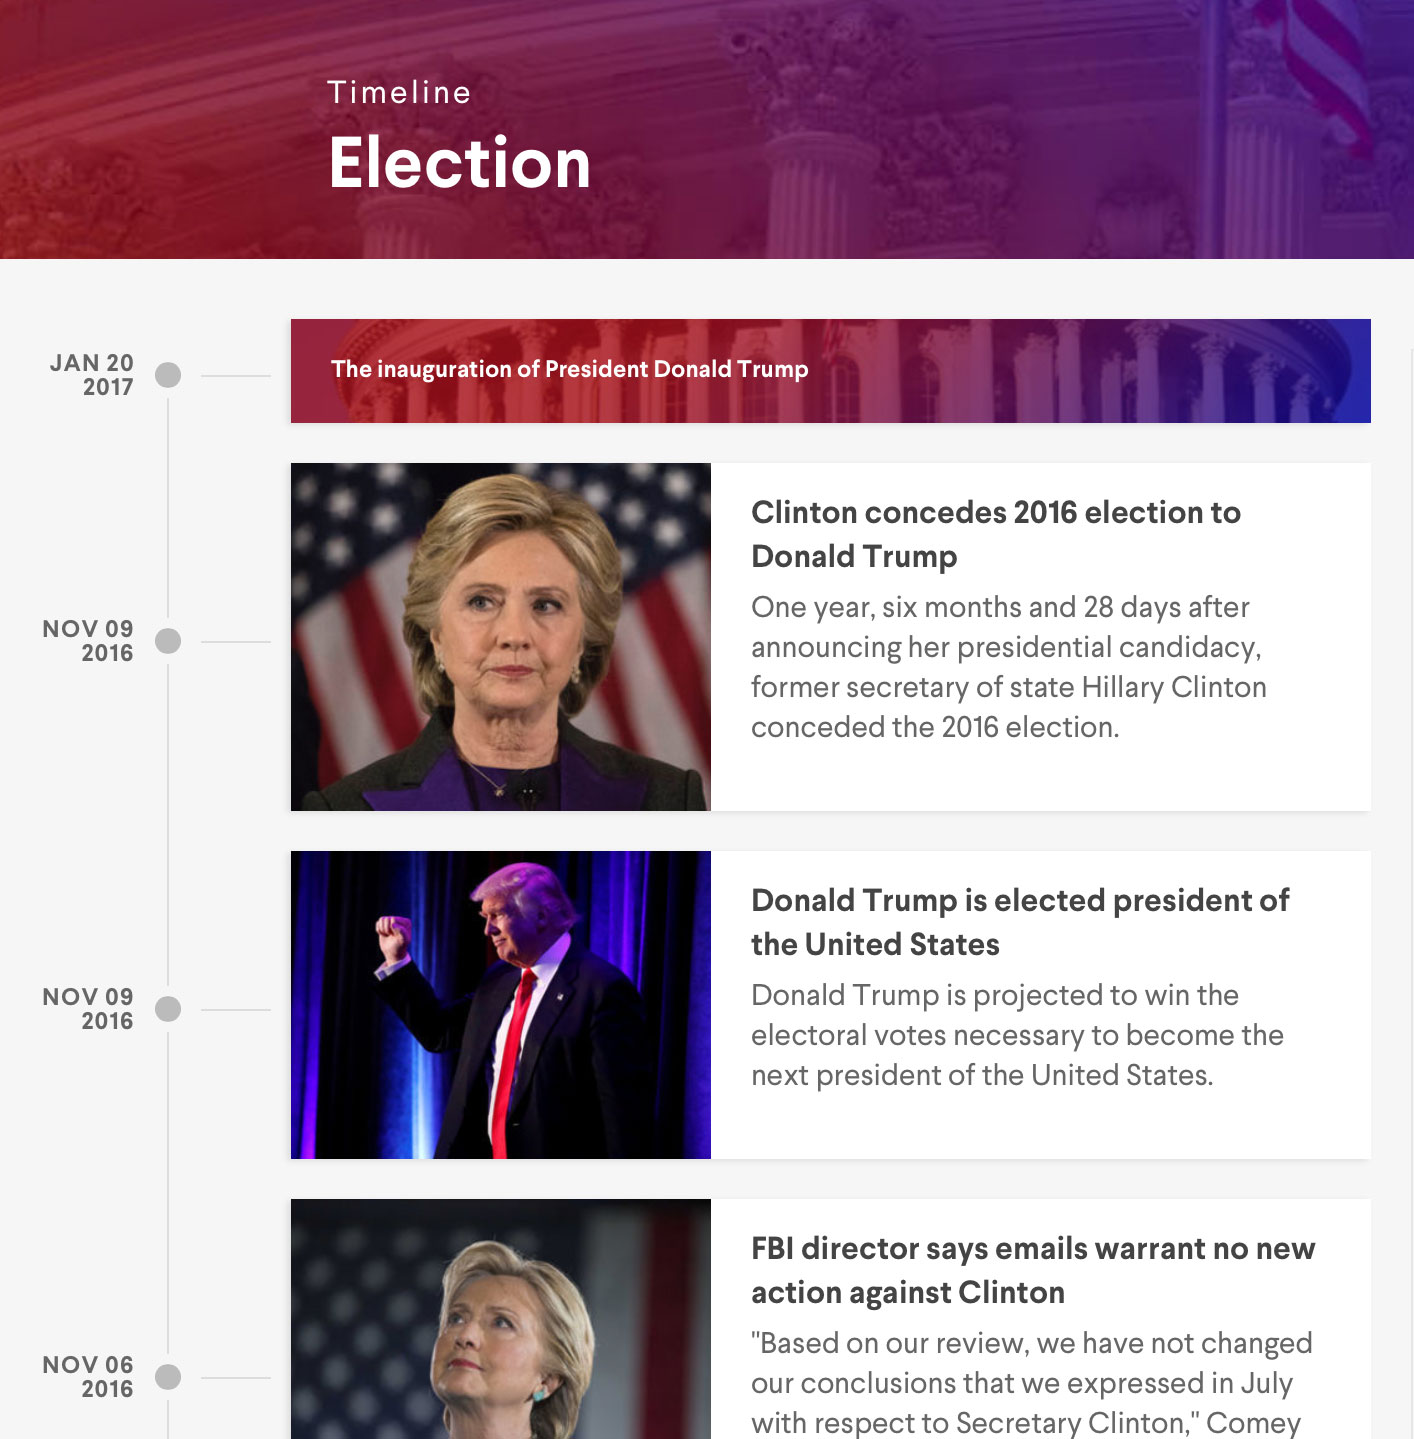 Timeline
Election
JAN 20
2017
The inauguration of President Donald Trump
NOV 09
2016
Clinton concedes 2016 election to
Donald Trump
One year, six months and 28 days after
announcing her presidential candidacy,
former secretary of state Hillary Clinton
conceded the 2016 election.
NOV 09
2016
Donald Trump is elected president of
the United States
Donald Trump is projected to win the
electoral votes necessary to become the
next president of the United States.
NOV 06
2016
FBI director says emails warrant no new
action against Clinton
"Based on our review, we have not changed
our conclusions that we expressed in July
with respect to Secretary Clinton," Comey